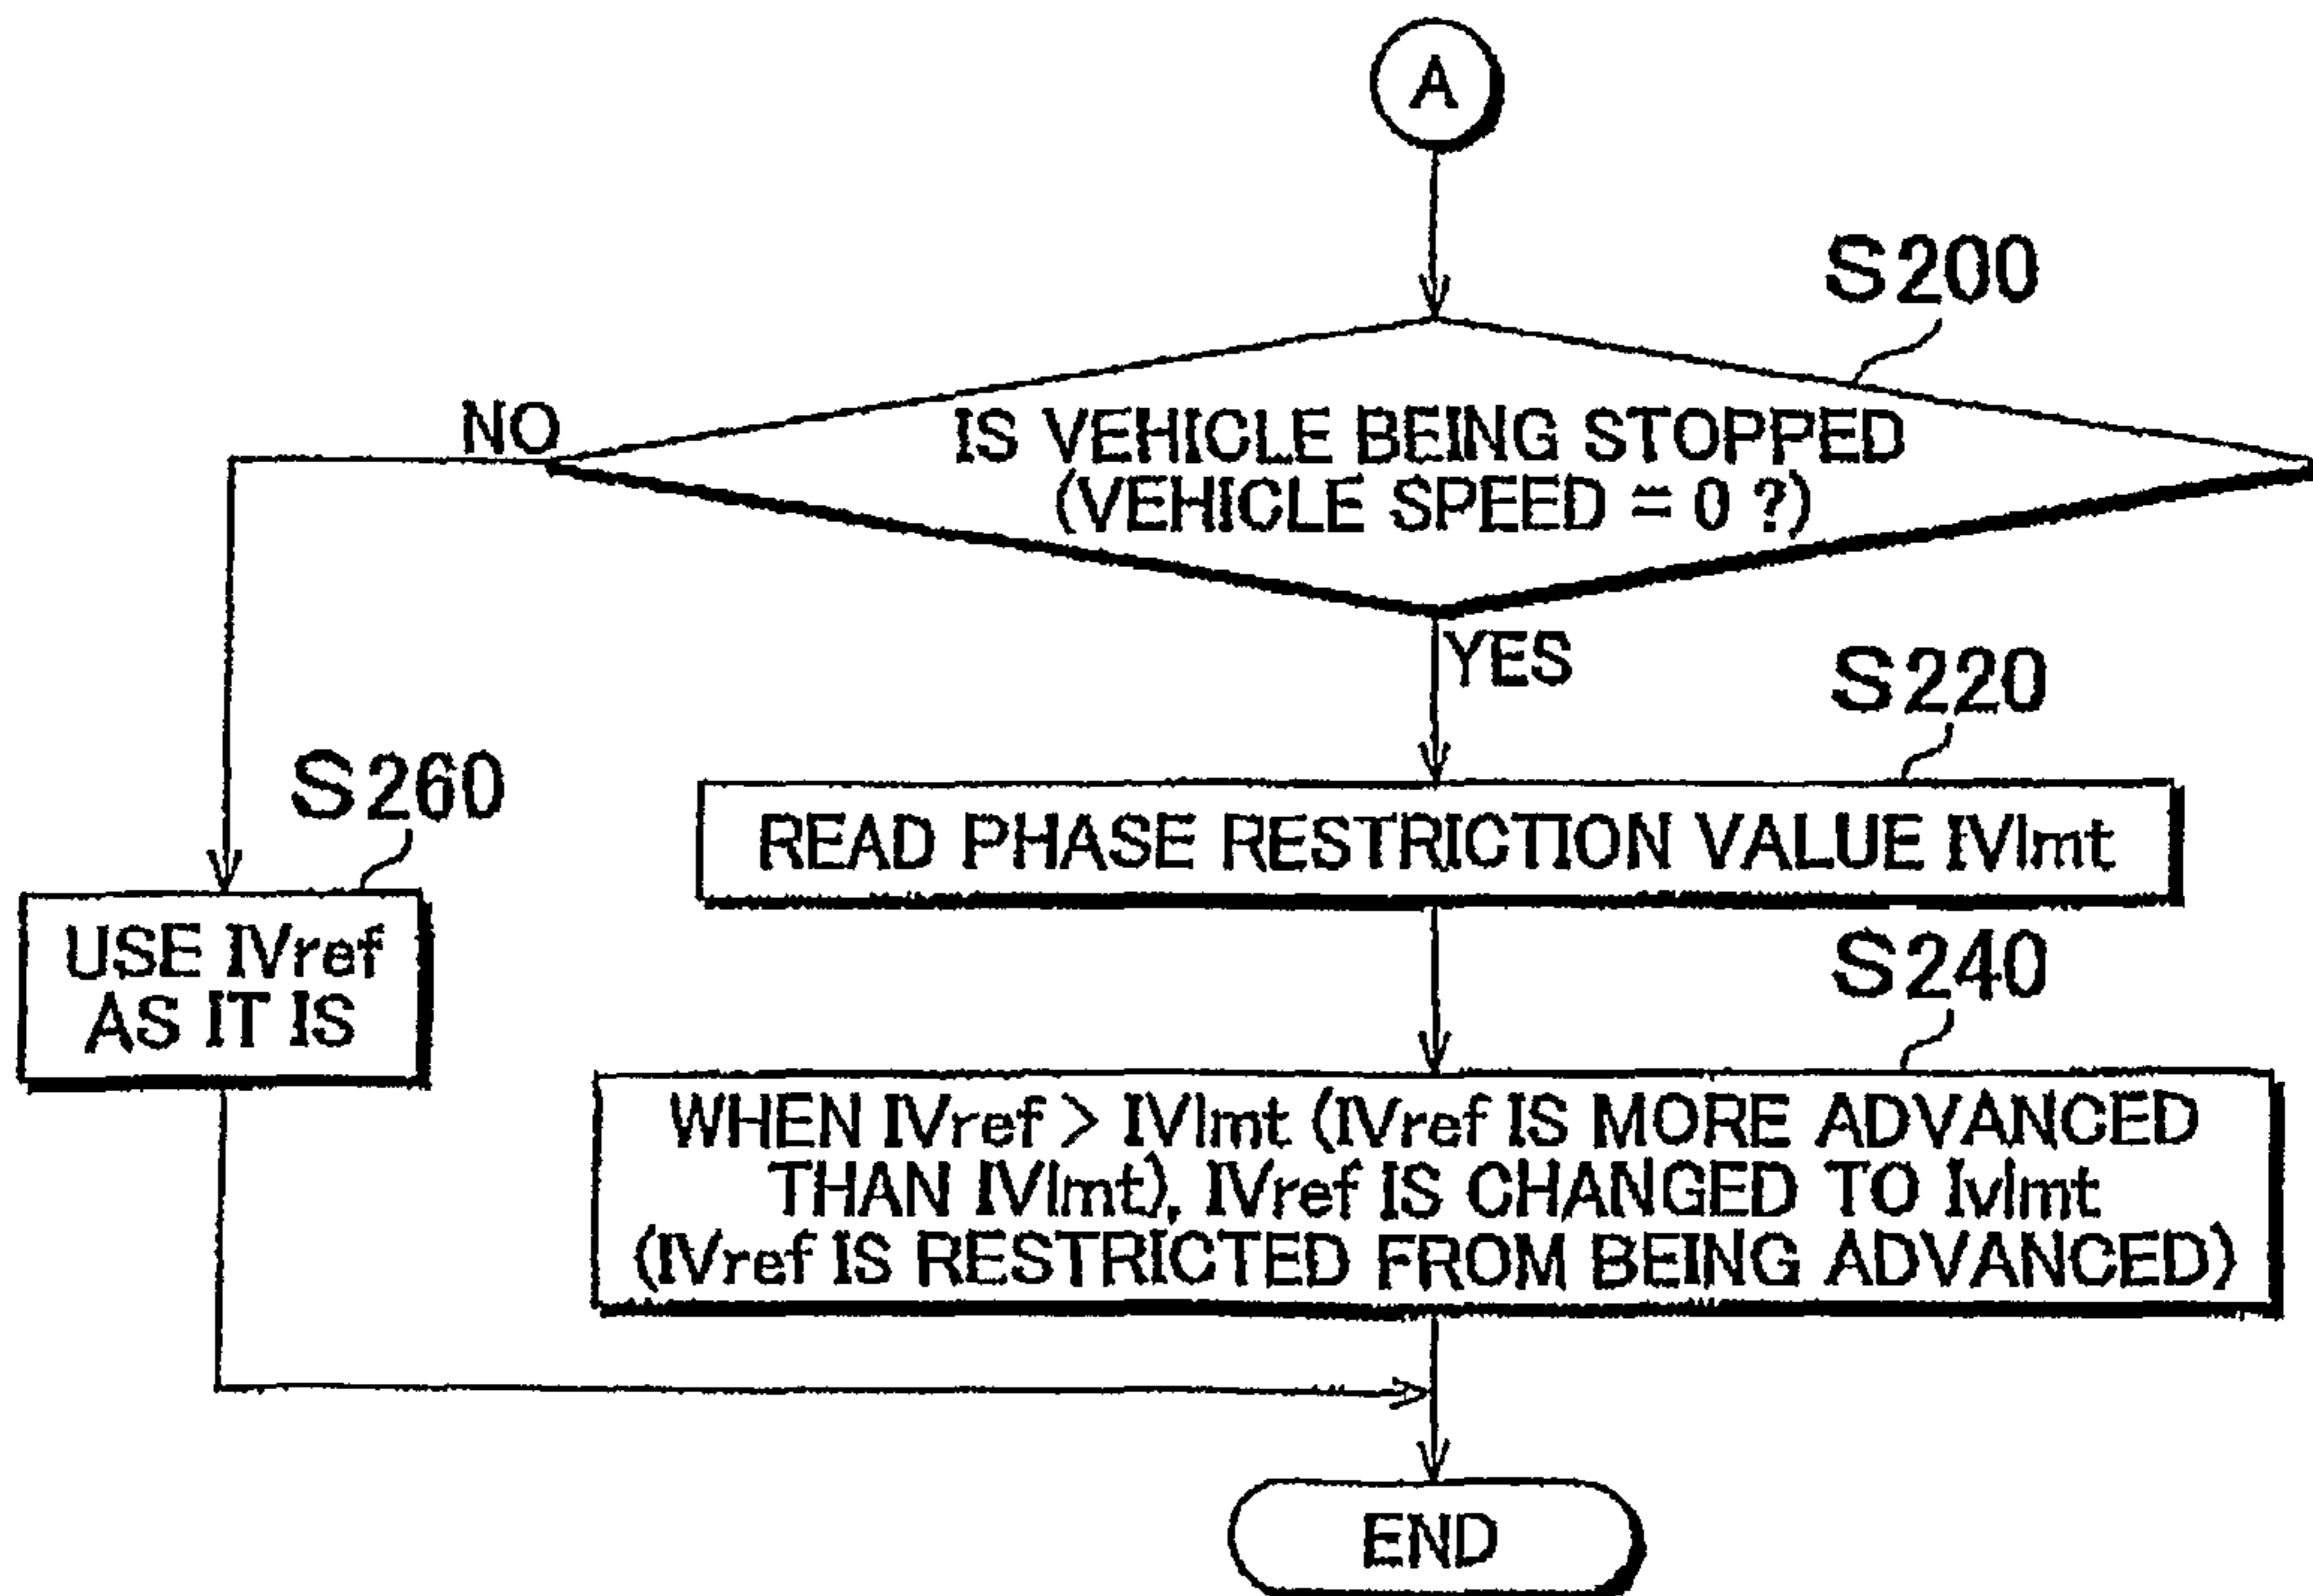 A
S200
NO
IS VEHICLE BEING STOPPED
(VEHICLE SPEED ≃ 0 ?)
YES
S220
READ PHASE RESTRICTION VALUE IVlmt
S260
USE IVref
AS IT IS
S240
WHEN IVref > IVlmt (IVref IS MORE ADVANCED
THAN IVlmt), IVref IS CHANGED TO Ivlmt
(IVref IS RESTRICTED FROM BEING ADVANCED)
END